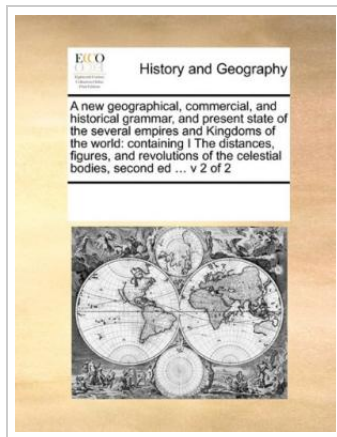 ECCO
History and Geography
A new geographical, commercial, and
historical grammar, and present state of
the several empires and Kingdoms of
the world: containing I The distances,
figures, and revolutions of the celestial
bodies, second ed ... v 2 of 2